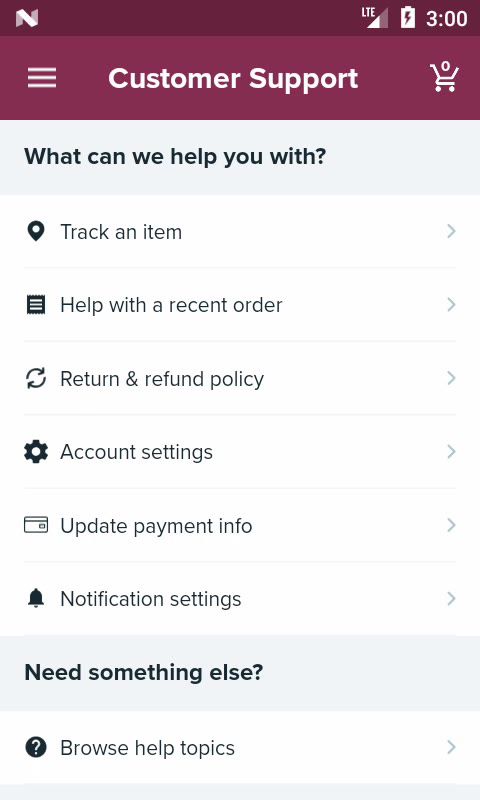 LTE 3:00
Customer Support 0
What can we help you with?
Track an item
Help with a recent order
Return & refund policy
Account settings
Update payment info
Notification settings
Need something else?
Browse help topics